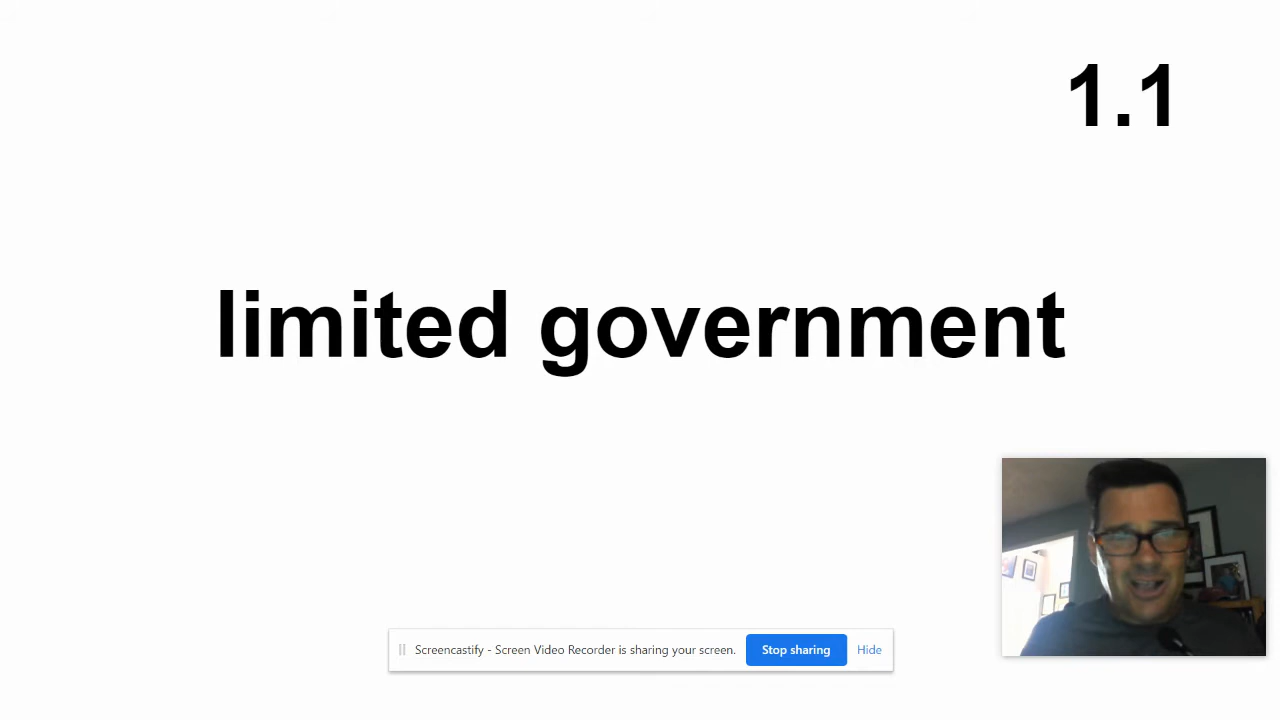 1.1
limited government
Screencastify - Screen Video Recorder is sharing your screen. Stop sharing Hide